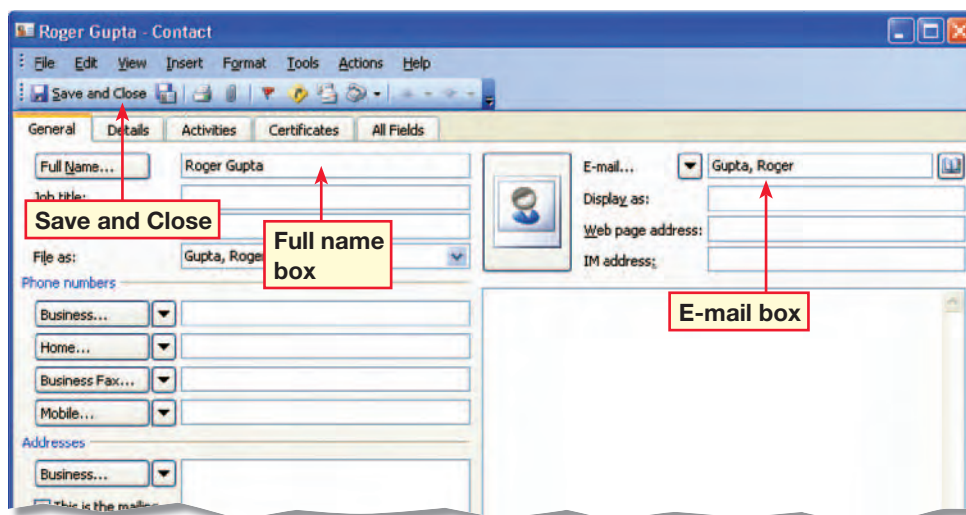 Roger Gupta - Contact
File Edit View Insert Format Tools Actions Help
Save and Close
General Details Activities Certificates All Fields
Full Name... Roger Gupta
E-mail... Gupta, Roger
Job title:
Display as:
Save and Close
Full name
box
Web page address:
File as: Gupta, Roger
IM address:
Phone numbers
E-mail box
Business...
Home...
Business Fax...
Mobile...
Addresses
Business...
This is the mailing